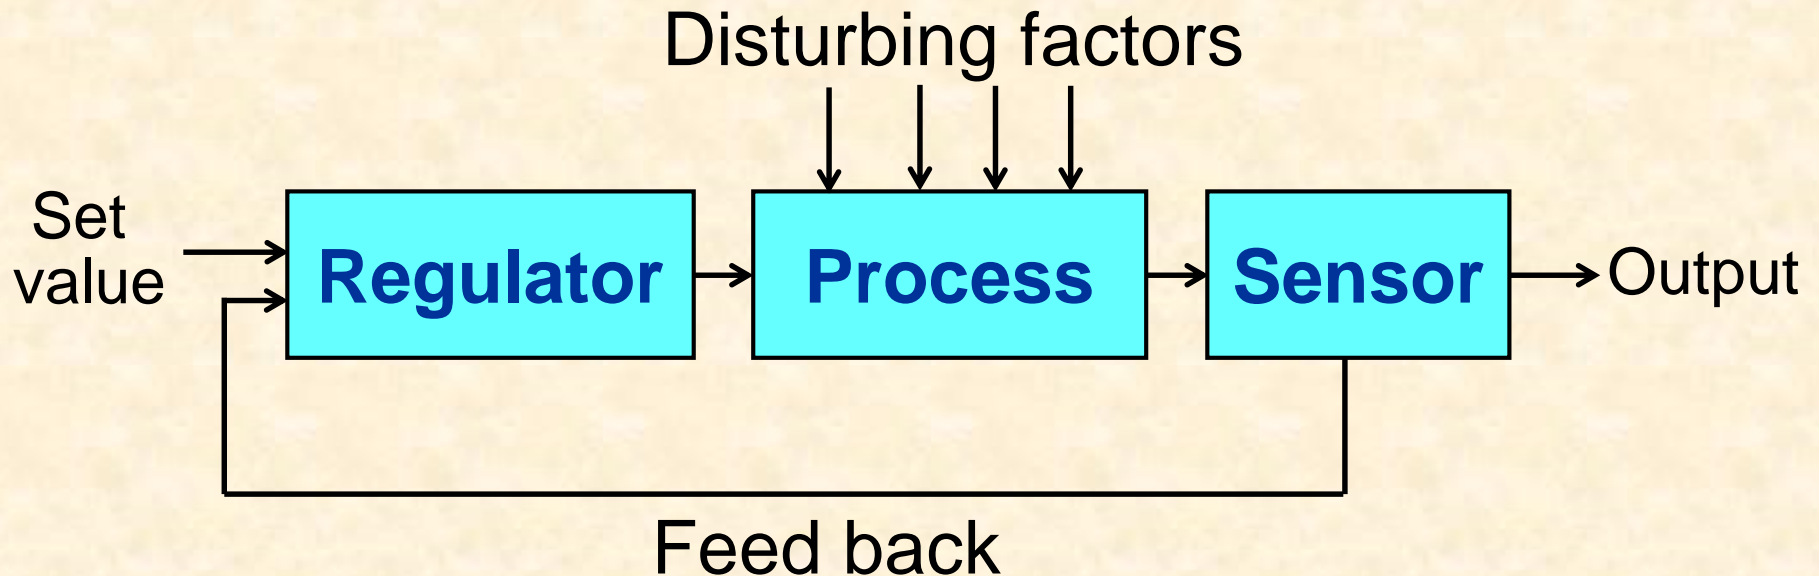 Disturbing factors
Set
value
Regulator
Process
Sensor
Output
Feed back